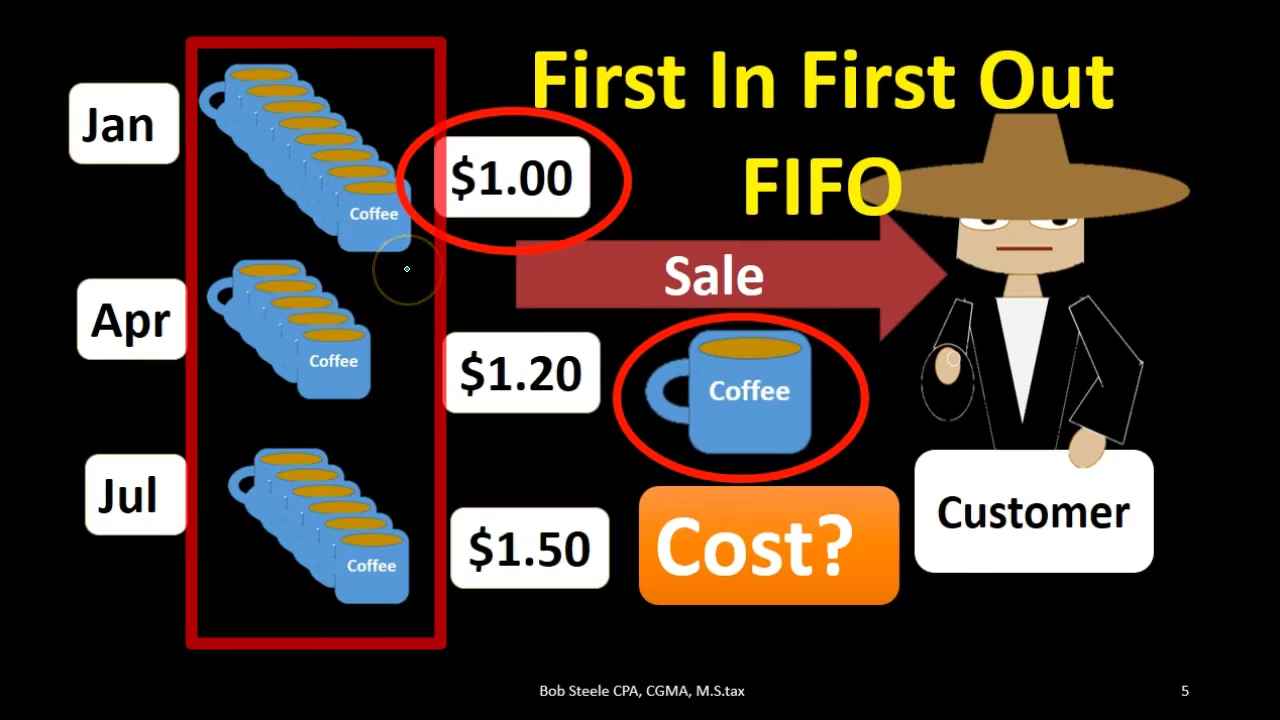 First In First Out
FIFO
Jan
Coffee
$1.00
Sale
Apr
Coffee
$1.20
Coffee
Jul
Coffee
$1.50
Cost?
Customer
Bob Steele CPA, CGMA, M.S.tax
5